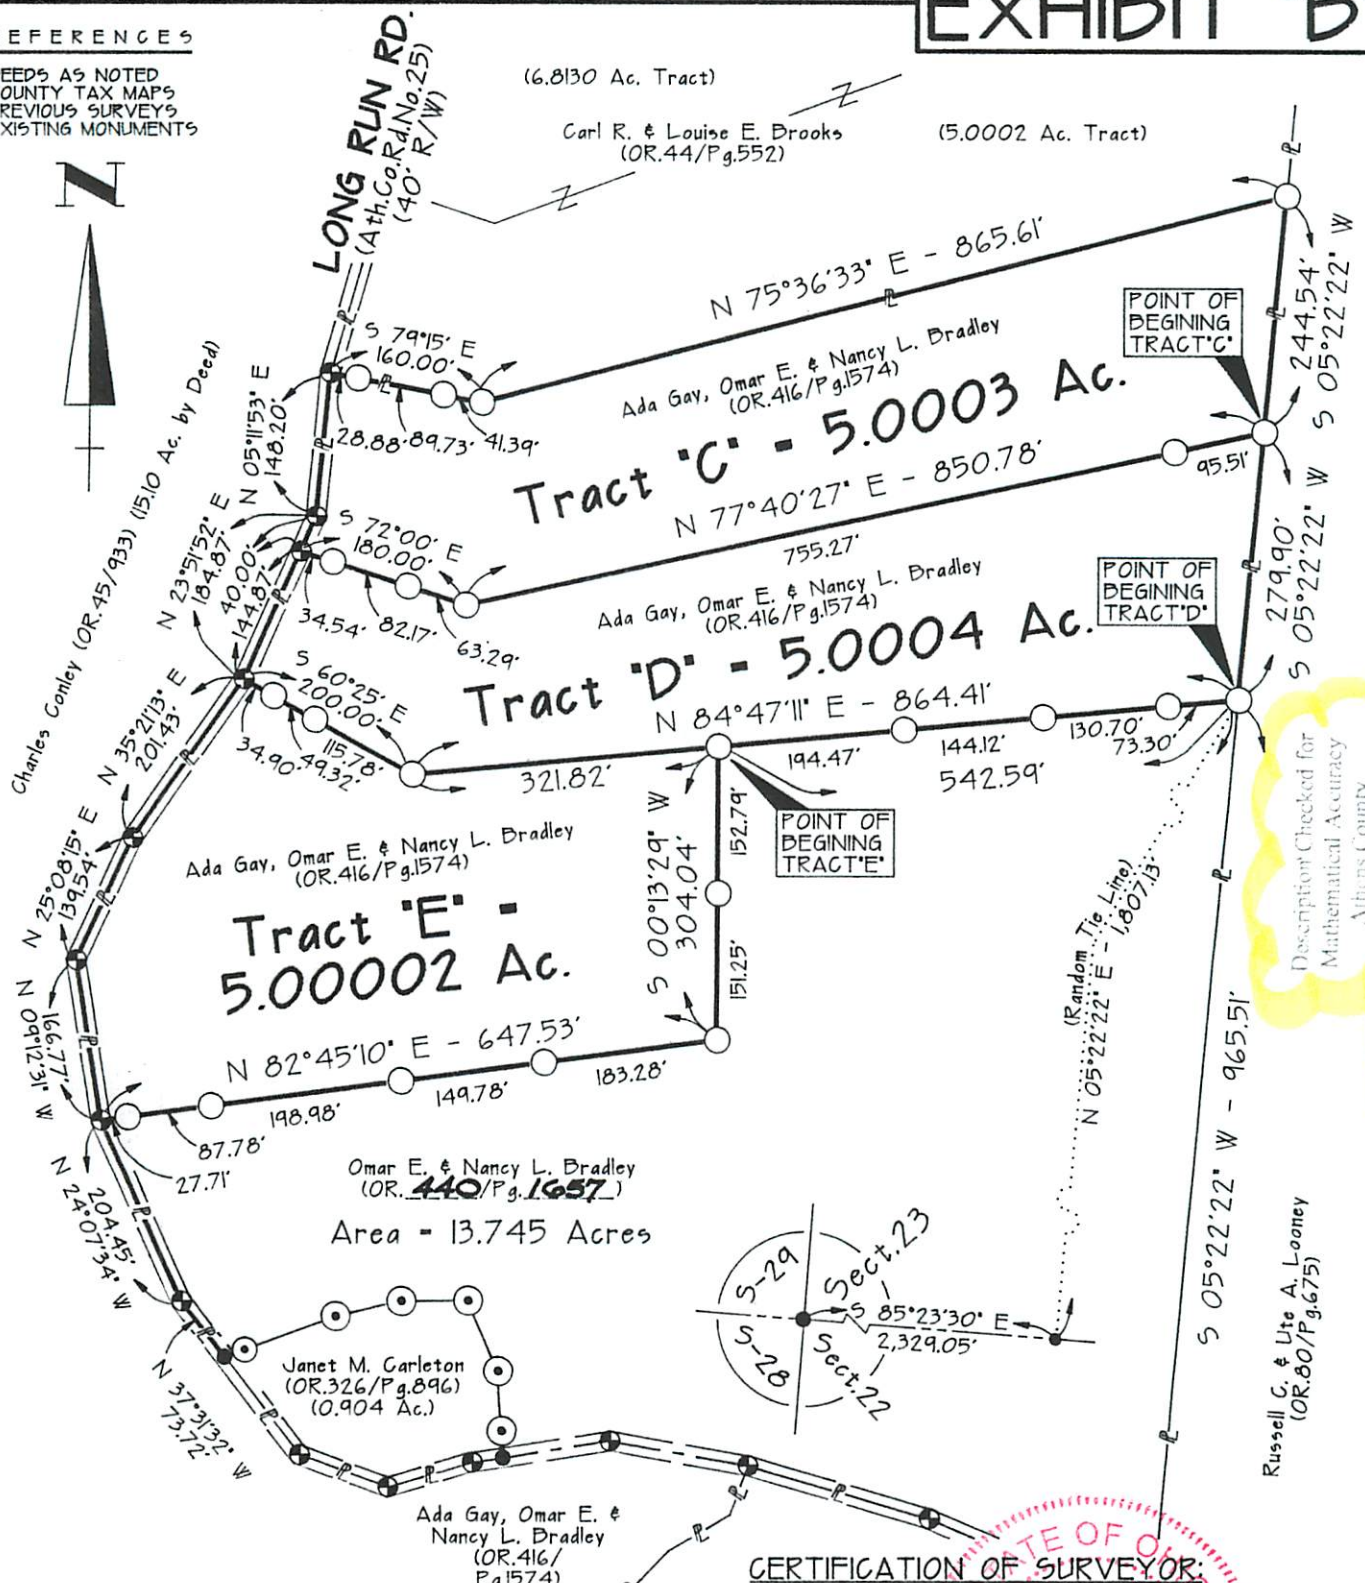 EXHIBIT "B
EFERENCES
EEDS AS NOTED
OUNTY TAX MAPS
REVIOUS SURVEYS
XISTING MONUMENTS
N
LONG RUN RD.
(Ath.Co.Rd.No.25)
(40' R/W)
(6.8130 Ac. Tract)
Carl R. & Louise E. Brooks
(OR.44/Pg.552)
(5.0002 Ac. Tract)
N 75°36'33" E - 865.61'
244.54'
S 05°22'22" W
POINT OF
BEGINING
TRACT"C"
S 79°15' E
160.00'
28.88'
89.73'
41.39'
Ada Gay, Omar E. & Nancy L. Bradley
(OR.416/Pg.1574)
Tract "C" - 5.0003 Ac.
N 77°40'27" E - 850.78'
755.27'
95.51'
N 05°11'53" E
148.20'
Charles Conley (OR.45/933) (15.10 Ac. by Deed)
N 23°51'52" E
184.87'
40.00'
144.87'
S 72°00' E
180.00'
34.54'
82.17'
63.29'
279.90'
S 05°22'22" W
POINT OF
BEGINING
TRACT"D"
Ada Gay, Omar E. & Nancy L. Bradley
(OR.416/Pg.1574)
Tract "D" - 5.0004 Ac.
N 84°47'11" E - 864.41'
S 60°25' E
200.00'
34.90'
49.32'
115.78'
321.82'
194.47'
144.12'
130.70'
73.30'
542.59'
N 35°21'13" E
201.43'
POINT OF
BEGINING
TRACT"E"
S 00°13'29" W
304.04'
152.79'
151.25'
Description Checked for
Mathematical Accuracy
Athens County
N 25°08'15" E
139.54'
Ada Gay, Omar E. & Nancy L. Bradley
(OR.416/Pg.1574)
Tract "E" -
5.00002 Ac.
(Random Tie Line)
N 05°22'22" E - 1,807.13'
S 05°22'22" W - 965.51'
N 09°12'31" W
166.77'
N 82°45'10" E - 647.53'
27.71'
87.78'
198.98'
149.78'
183.28'
Omar E. & Nancy L. Bradley
(OR. 440/Pg. 1657)
Area - 13.745 Acres
204.45'
N 24°07'34" W
S-29
Sect.23
S 85°23'30" E
2,329.05'
S-28
Sect.22
Russell C. & Ute A. Looney
(OR.80/Pg.675)
Janet M. Carleton
(OR.326/Pg.896)
(0.904 Ac.)
N 37°31'32" W
73.72'
Ada Gay, Omar E. &
Nancy L. Bradley
(OR.416/
Pg.1574)
CERTIFICATION OF SURVEYOR: